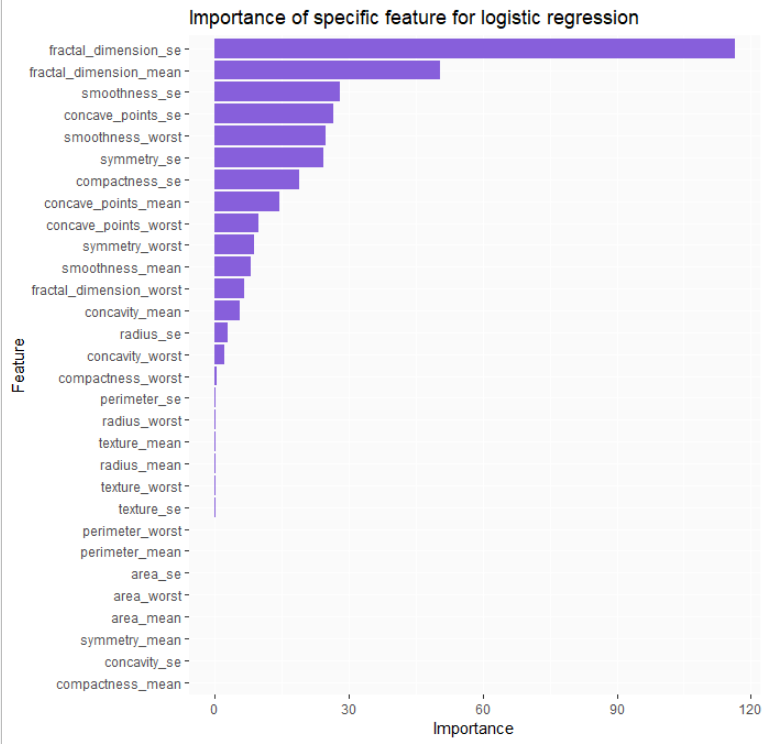 Importance of specific feature for logistic regression
fractal_dimension_se
fractal_dimension_mean
smoothness_se
concave_points_se
smoothness_worst
symmetry_se
compactness_se
concave_points_mean
concave_points_worst
symmetry_worst
smoothness_mean
fractal_dimension_worst
concavity_mean
radius_se
concavity_worst
compactness_worst
perimeter_se
radius_worst
texture_mean
radius_mean
texture_worst
texture_se
perimeter_worst
perimeter_mean
area_se
area_worst
area_mean
symmetry_mean
concavity_se
compactness_mean
Feature
0 30 60 90 120
Importance